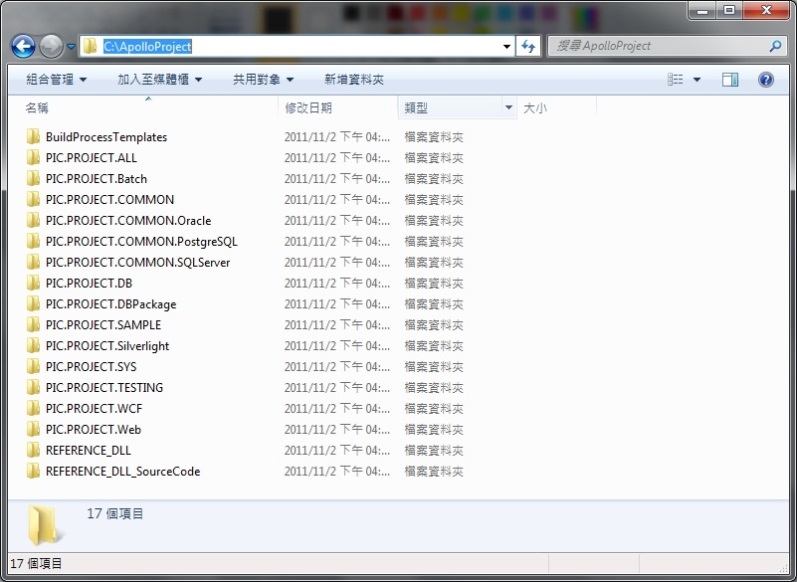 C:\ApolloProject
搜尋 ApolloProject
組合管理 加入至媒體櫃 共用對象 新增資料夾
名稱 修改日期 類型 大小
BuildProcessTemplates 2011/11/2 下午 04:... 檔案資料夾
PIC.PROJECT.ALL 2011/11/2 下午 04:... 檔案資料夾
PIC.PROJECT.Batch 2011/11/2 下午 04:... 檔案資料夾
PIC.PROJECT.COMMON 2011/11/2 下午 04:... 檔案資料夾
PIC.PROJECT.COMMON.Oracle 2011/11/2 下午 04:... 檔案資料夾
PIC.PROJECT.COMMON.PostgreSQL 2011/11/2 下午 04:... 檔案資料夾
PIC.PROJECT.COMMON.SQLServer 2011/11/2 下午 04:... 檔案資料夾
PIC.PROJECT.DB 2011/11/2 下午 04:... 檔案資料夾
PIC.PROJECT.DBPackage 2011/11/2 下午 04:... 檔案資料夾
PIC.PROJECT.SAMPLE 2011/11/2 下午 04:... 檔案資料夾
PIC.PROJECT.Silverlight 2011/11/2 下午 04:... 檔案資料夾
PIC.PROJECT.SYS 2011/11/2 下午 04:... 檔案資料夾
PIC.PROJECT.TESTING 2011/11/2 下午 04:... 檔案資料夾
PIC.PROJECT.WCF 2011/11/2 下午 04:... 檔案資料夾
PIC.PROJECT.Web 2011/11/2 下午 04:... 檔案資料夾
REFERENCE_DLL 2011/11/2 下午 04:... 檔案資料夾
REFERENCE_DLL_SourceCode 2011/11/2 下午 04:... 檔案資料夾
17 個項目
17 個項目